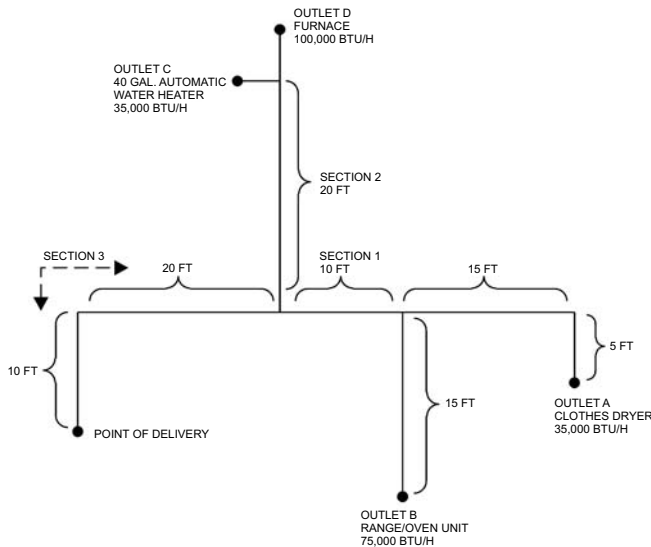 OUTLET D
FURNACE
100,000 BTU/H
OUTLET C
40 GAL. AUTOMATIC
WATER HEATER
35,000 BTU/H
SECTION 2
20 FT
SECTION 3
20 FT
SECTION 1
10 FT
15 FT
10 FT
5 FT
15 FT
POINT OF DELIVERY
OUTLET A
CLOTHES DRYER
35,000 BTU/H
OUTLET B
RANGE/OVEN UNIT
75,000 BTU/H